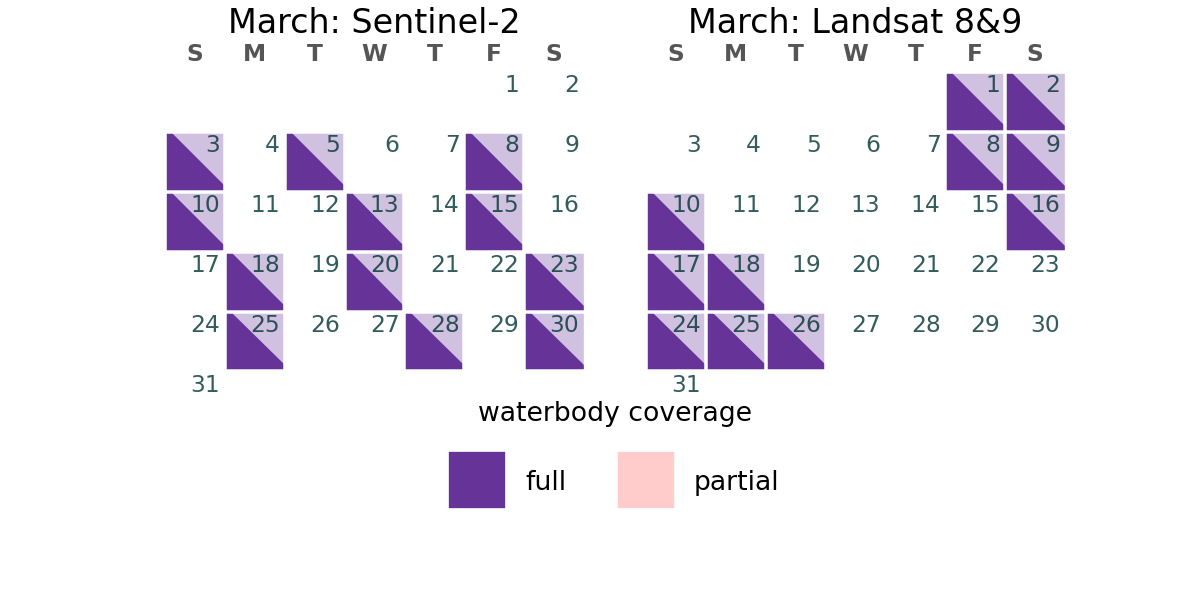 March: Sentinel-2
S M T W T F S
1 2
3 4 5 6 7 8 9
10 11 12 13 14 15 16
17 18 19 20 21 22 23
24 25 26 27 28 29 30
31
March: Landsat 8&9
S M T W T F S
1 2
3 4 5 6 7 8 9
10 11 12 13 14 15 16
17 18 19 20 21 22 23
24 25 26 27 28 29 30
31
waterbody coverage
full partial